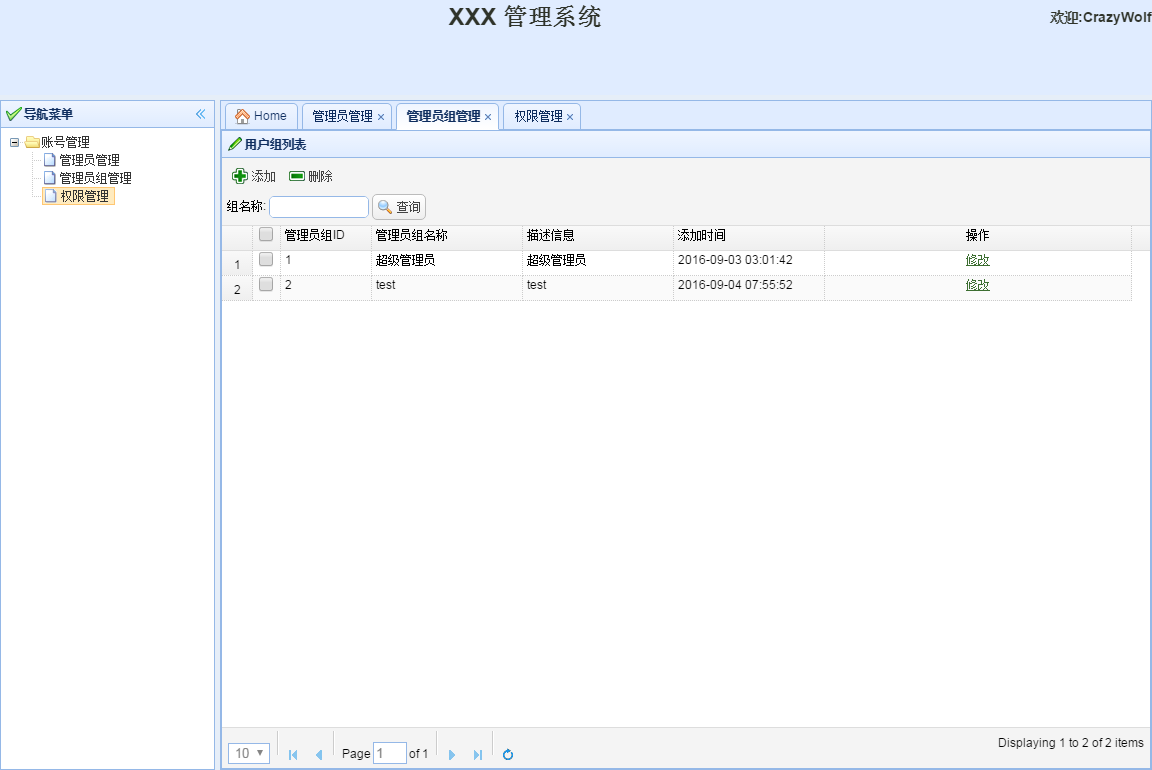 XXX 管理系统
欢迎:CrazyWolf
导航菜单
账号管理
管理员管理
管理员组管理
权限管理
Home 管理员管理 管理员组管理 权限管理
用户组列表
添加 删除
组名称: 查询
管理员组ID 管理员组名称 描述信息 添加时间 操作
1 1 超级管理员 超级管理员 2016-09-03 03:01:42 修改
2 2 test test 2016-09-04 07:55:52 修改
10 Page 1 of 1 Displaying 1 to 2 of 2 items